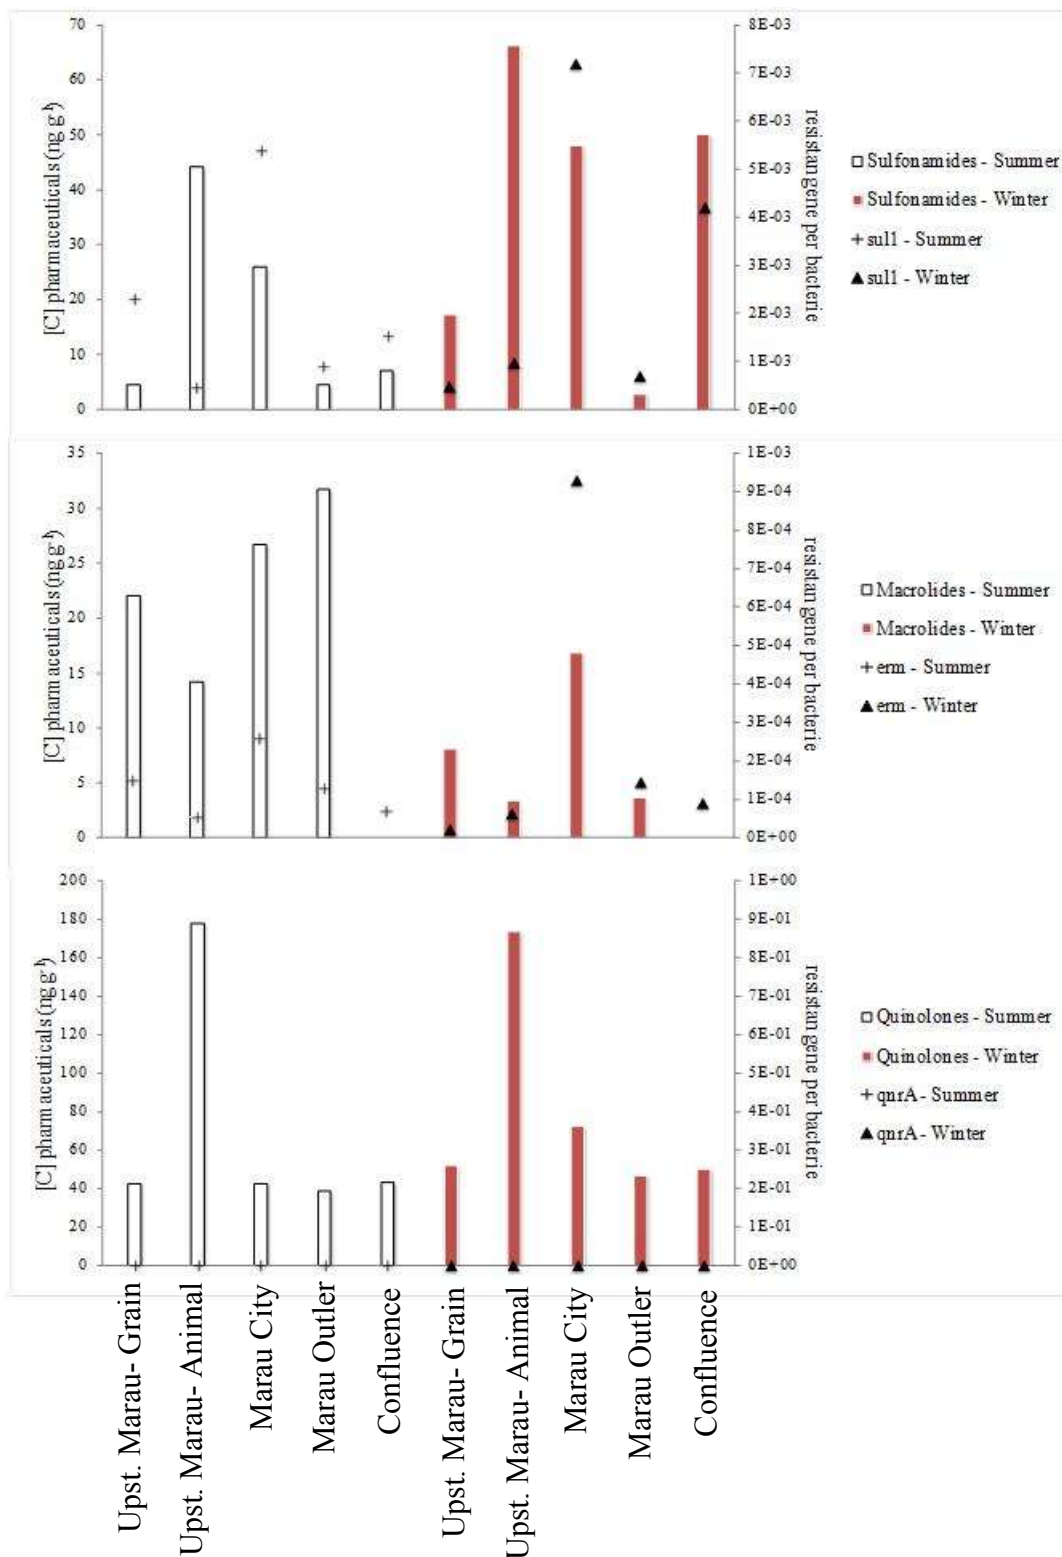 [C] pharmaceuticals (ng g-1)
70
60
50
40
30
20
10
0
8E-03
7E-03
6E-03
5E-03
4E-03
3E-03
2E-03
1E-03
0E+00
resistan gene per bacterie
Sulfonamides - Summer
Sulfonamides - Winter
sul1 - Summer
sul1 - Winter
[C] pharmaceuticals (ng g-1)
35
30
25
20
15
10
5
0
1E-03
9E-04
8E-04
7E-04
6E-04
5E-04
4E-04
3E-04
2E-04
1E-04
0E+00
resistan gene per bacterie
Macrolides - Summer
Macrolides - Winter
erm - Summer
erm - Winter
[C] pharmaceuticals (ng g-1)
200
180
160
140
120
100
80
60
40
20
0
1E+00
9E-01
8E-01
7E-01
6E-01
5E-01
4E-01
3E-01
2E-01
1E-01
0E+00
resistan gene per bacterie
Quinolones - Summer
Quinolones - Winter
qnrA - Summer
qnrA - Winter
Upst. Marau- Grain
Upst. Marau- Animal
Marau City
Marau Outler
Confluence
Upst. Marau- Grain
Upst. Marau- Animal
Marau City
Marau Outler
Confluence